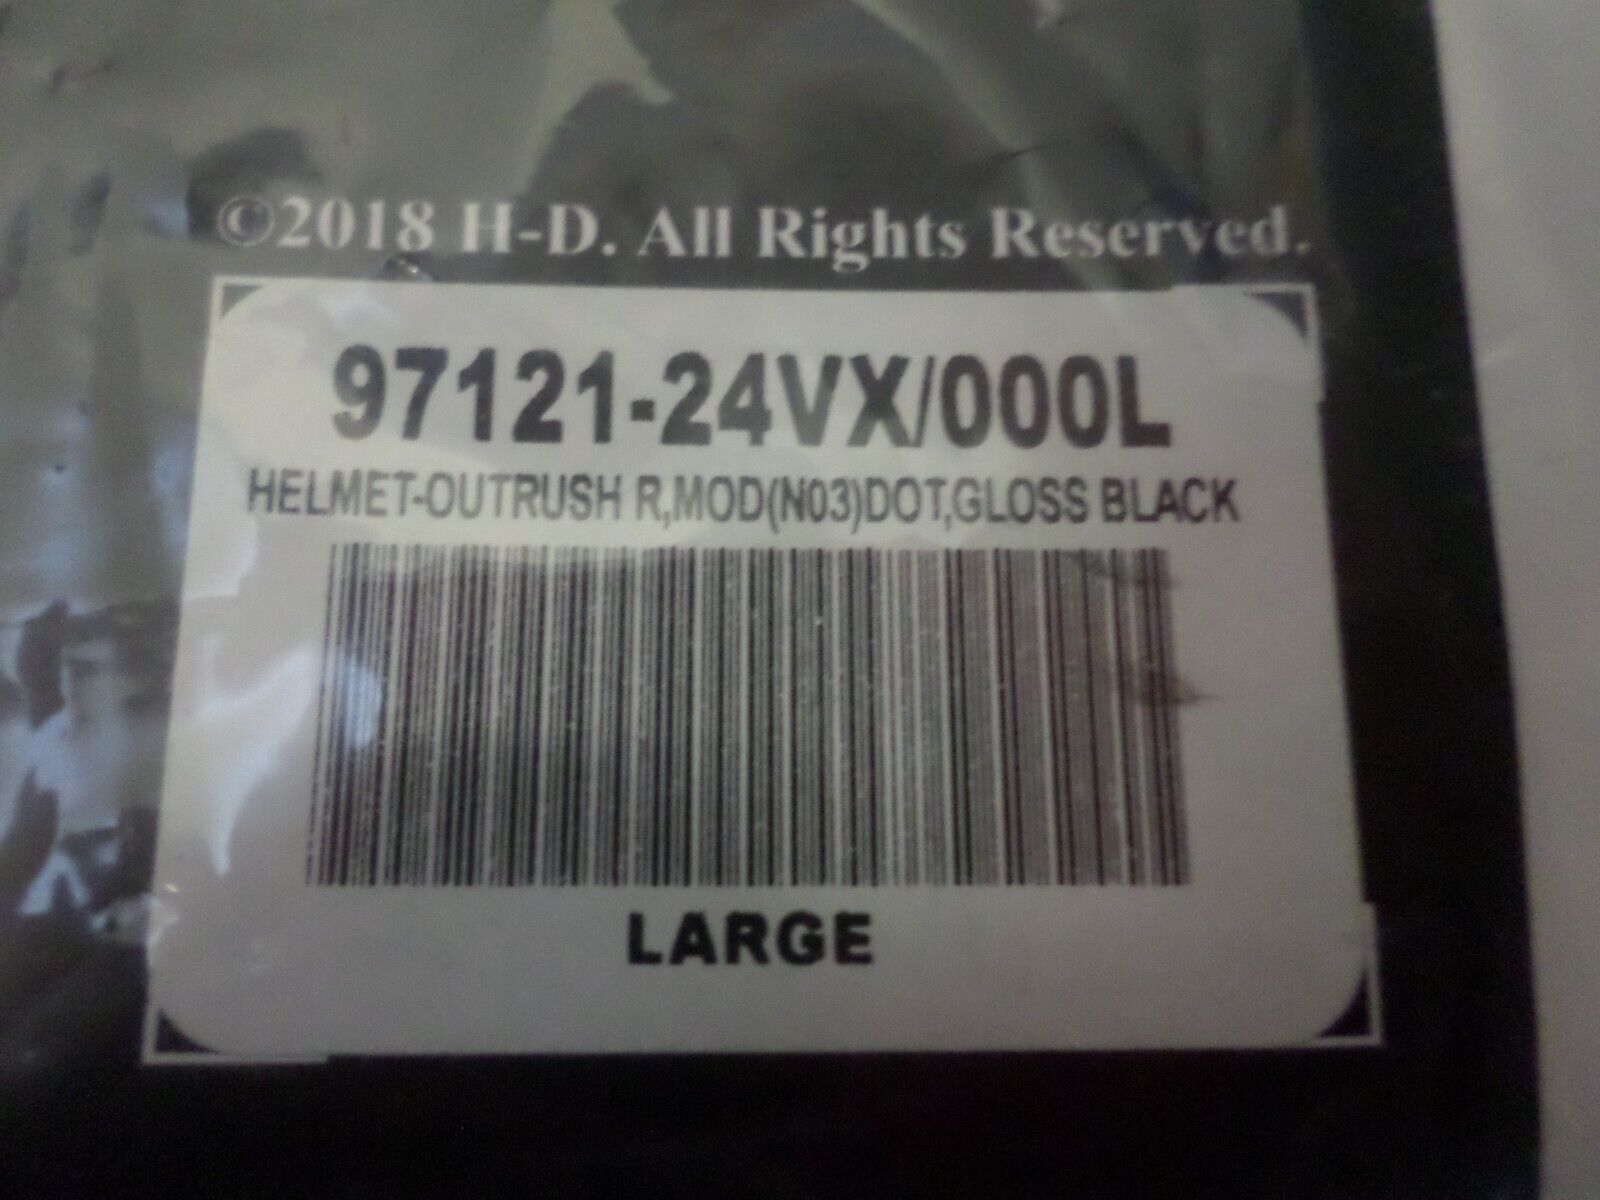 ©2018 H-D. All Rights Reserved.
97121-24VX/000L
HELMET-OUTRUSH R,MOD(N03)DOT,GLOSS BLACK
LARGE